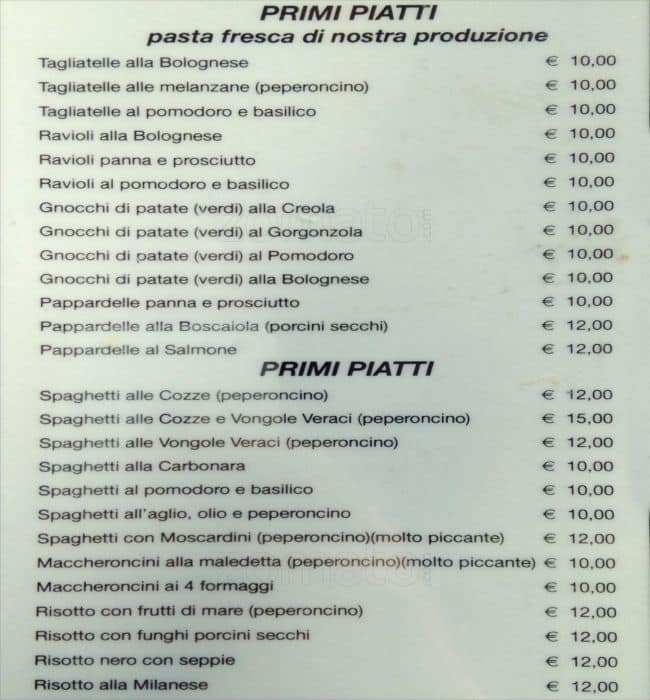 PRIMI PIATTI
pasta fresca di nostra produzione
Tagliatelle alla Bolognese € 10,00
Tagliatelle alle melanzane (peperoncino) € 10,00
Tagliatelle al pomodoro e basilico € 10,00
Ravioli alla Bolognese € 10,00
Ravioli panna e prosciutto € 10,00
Ravioli al pomodoro e basilico € 10,00
Gnocchi di patate (verdi) alla Creola € 10,00
Gnocchi di patate (verdi) al Gorgonzola € 10,00
Gnocchi di patate (verdi) al Pomodoro € 10,00
Gnocchi di patate (verdi) alla Bolognese € 10,00
Pappardelle panna e prosciutto € 10,00
Pappardelle alla Boscaiola (porcini secchi) € 12,00
Pappardelle al Salmone € 12,00
PRIMI PIATTI
Spaghetti alle Cozze (peperoncino) € 12,00
Spaghetti alle Cozze e Vongole Veraci (peperoncino) € 15,00
Spaghetti alle Vongole Veraci (peperoncino) € 12,00
Spaghetti alla Carbonara € 10,00
Spaghetti al pomodoro e basilico € 10,00
Spaghetti all'aglio, olio e peperoncino € 10,00
Spaghetti con Moscardini (peperoncino)(molto piccante) € 12,00
Maccheroncini alla maledetta (peperoncino)(molto piccante) € 10,00
Maccheroncini ai 4 formaggi € 10,00
Risotto con frutti di mare (peperoncino) € 12,00
Risotto con funghi porcini secchi € 12,00
Risotto nero con seppie € 12,00
Risotto alla Milanese € 12,00